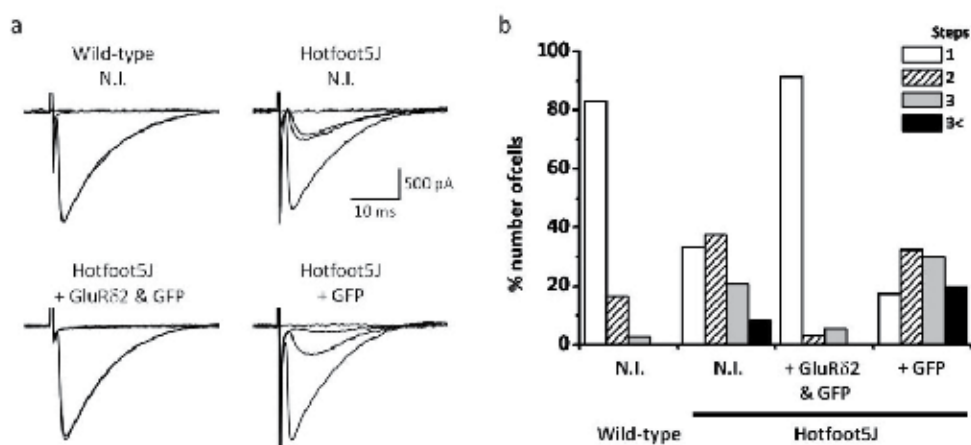 a
Wild-type
N.I.
Hotfoot5J
N.I.
500 pA
10 ms
Hotfoot5J
+ GluRδ2 & GFP
Hotfoot5J
+ GFP
b
% number ofcells
100
80
60
40
20
0
Steps
1
2
3
3<
N.I.
N.I.
+ GluRδ2
& GFP
+ GFP
Wild-type
Hotfoot5J